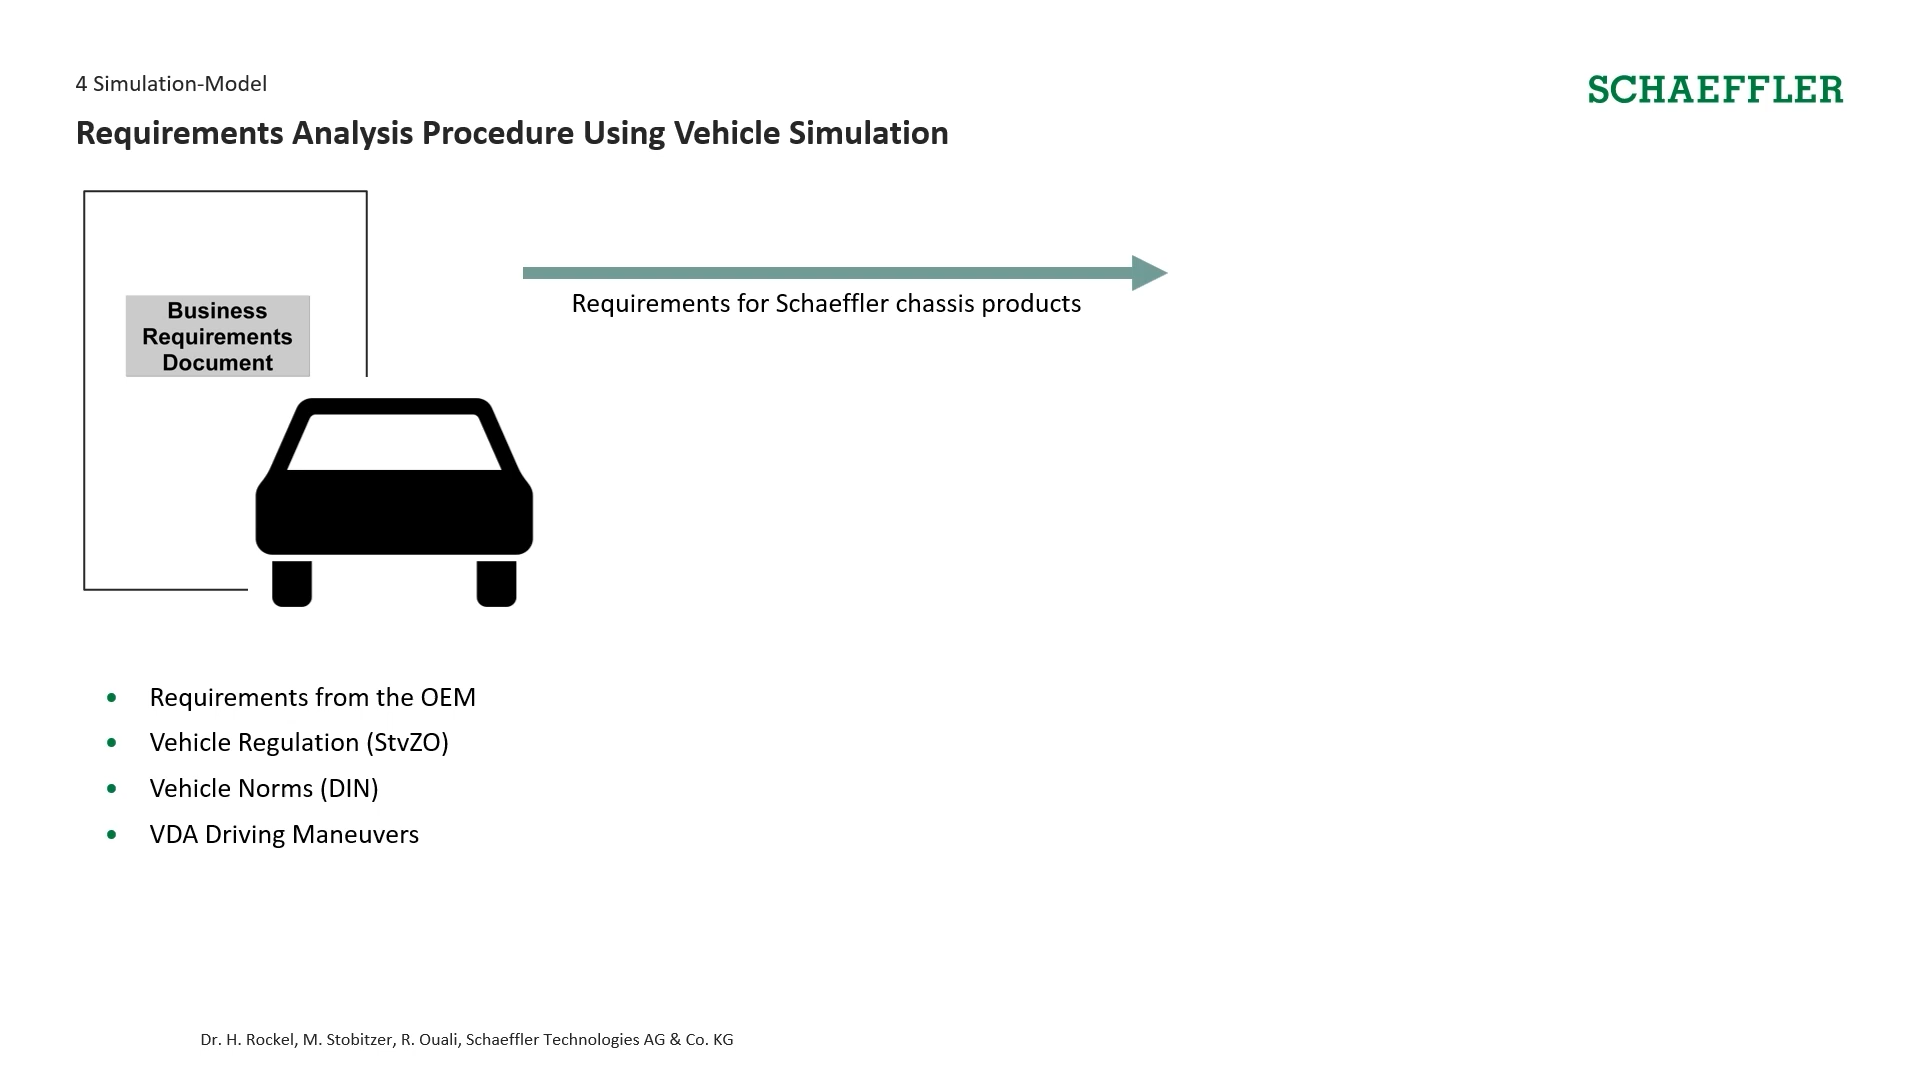 4 Simulation-Model
SCHAEFFLER
Requirements Analysis Procedure Using Vehicle Simulation
Business
Requirements
Document
Requirements for Schaeffler chassis products
• Requirements from the OEM
• Vehicle Regulation (StvZO)
• Vehicle Norms (DIN)
• VDA Driving Maneuvers
Dr. H. Rockel, M. Stobitzer, R. Ouali, Schaeffler Technologies AG & Co. KG